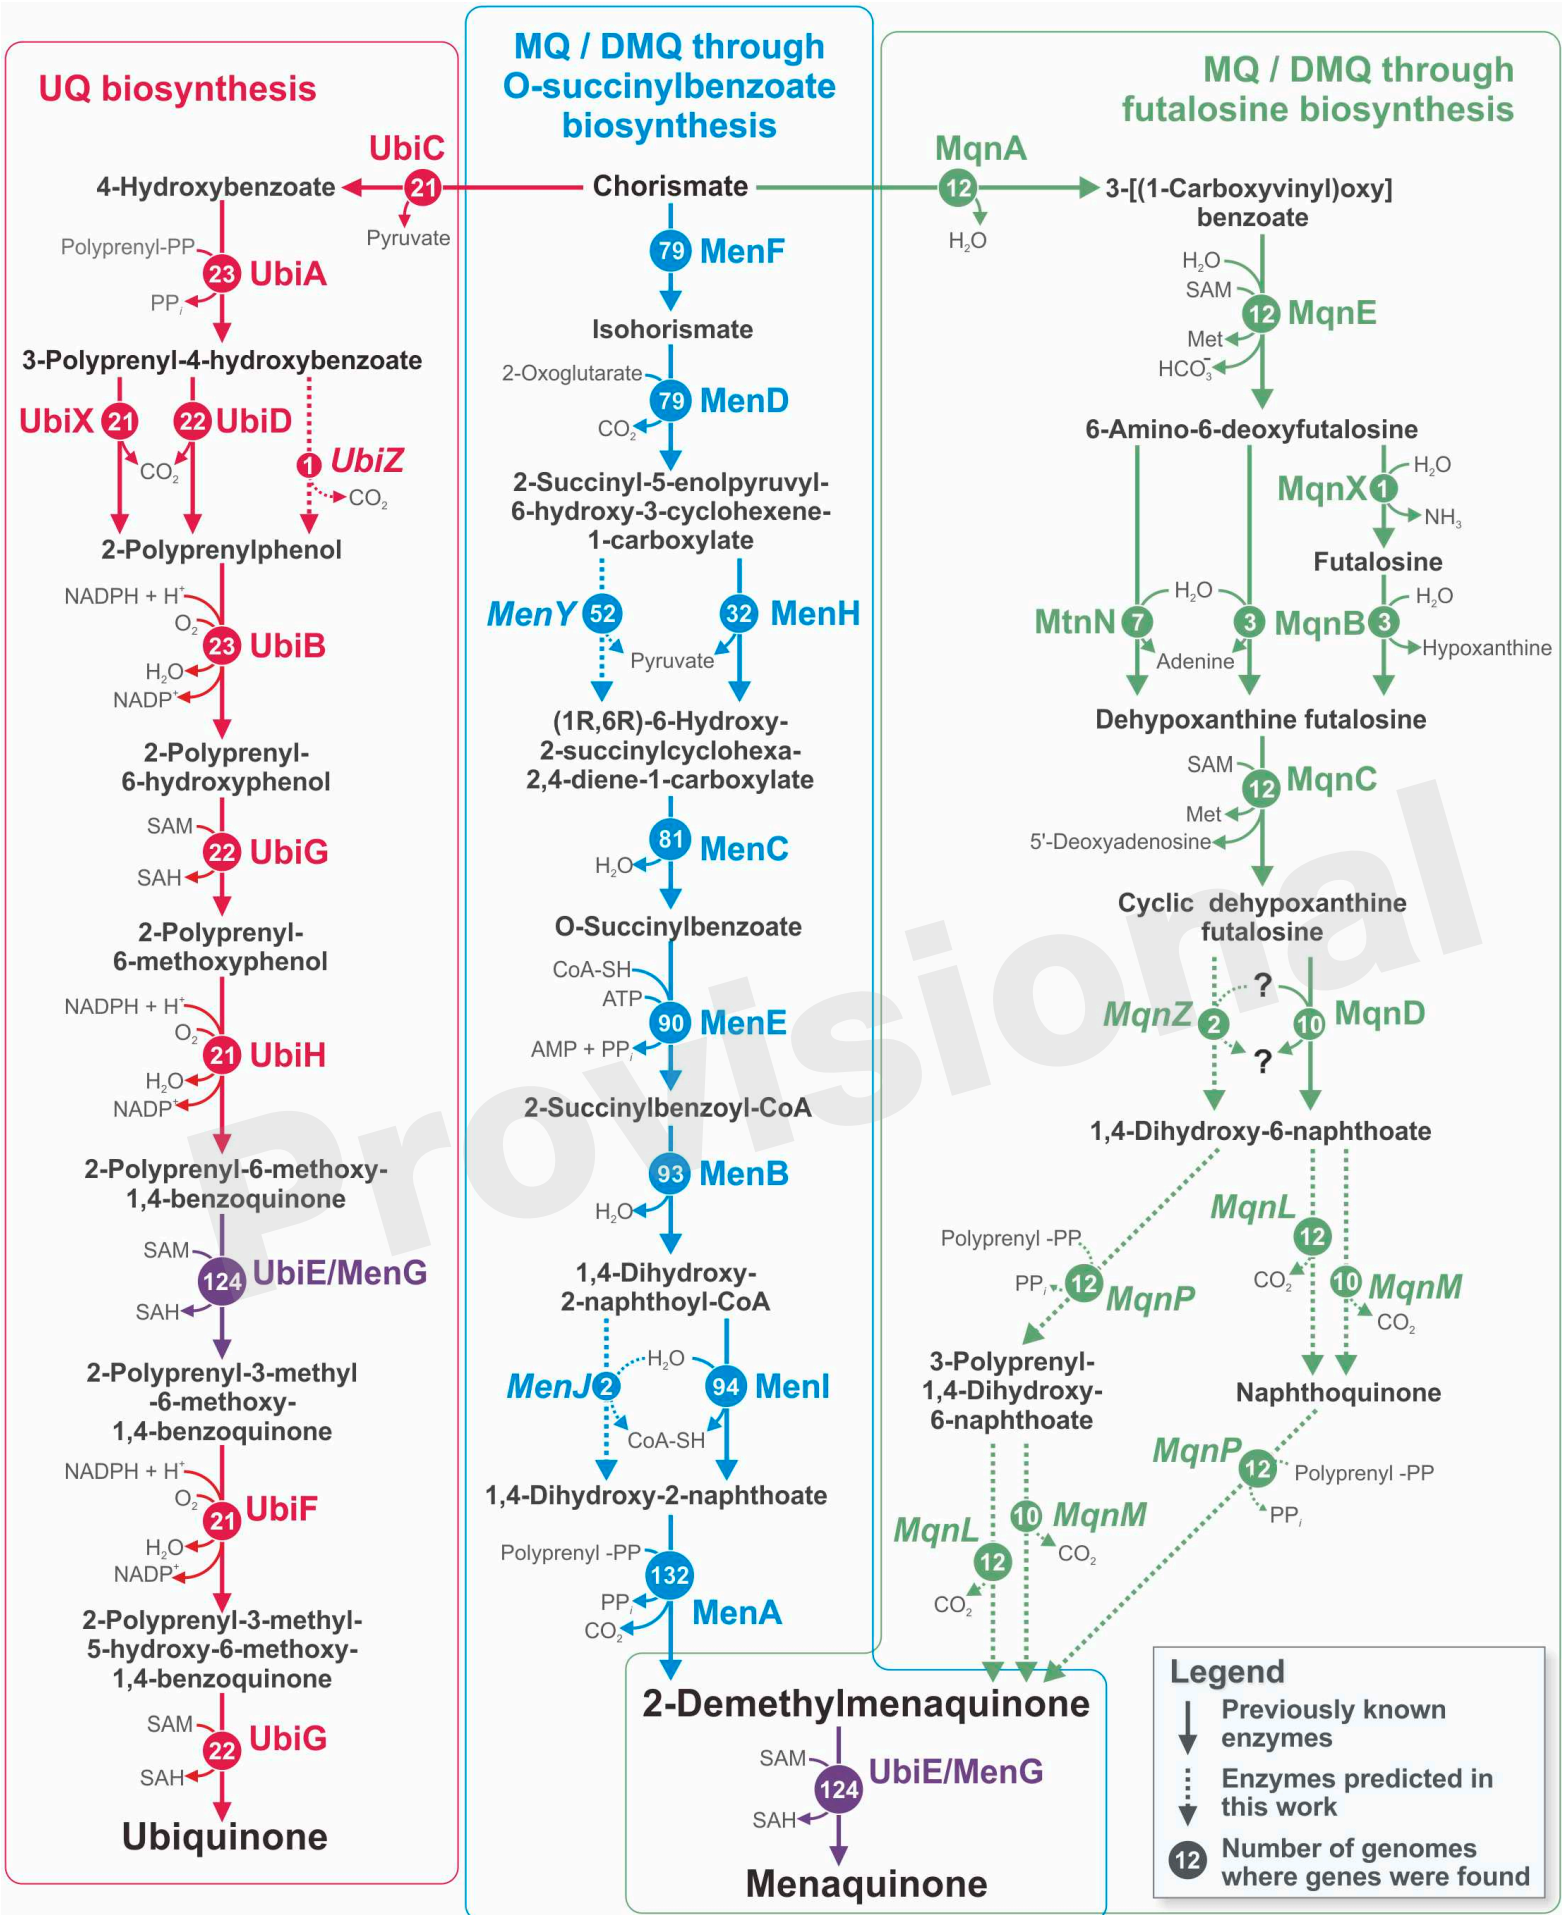 UQ biosynthesis
UbiC
21
4-Hydroxybenzoate
Pyruvate
Polyprenyl-PP
23
UbiA
PPi
3-Polyprenyl-4-hydroxybenzoate
UbiX
21
22
UbiD
1
UbiZ
CO2
CO2
2-Polyprenylphenol
NADPH + H+
O2
23
UbiB
H2O
NADP+
2-Polyprenyl-
6-hydroxyphenol
SAM
22
UbiG
SAH
2-Polyprenyl-
6-methoxyphenol
NADPH + H+
O2
21
UbiH
H2O
NADP+
2-Polyprenyl-6-methoxy-
1,4-benzoquinone
SAM
124
UbiE/MenG
SAH
2-Polyprenyl-3-methyl
-6-methoxy-
1,4-benzoquinone
NADPH + H+
O2
21
UbiF
H2O
NADP+
2-Polyprenyl-3-methyl-
5-hydroxy-6-methoxy-
1,4-benzoquinone
SAM
22
UbiG
SAH
Ubiquinone
MQ / DMQ through
O-succinylbenzoate
biosynthesis
Chorismate
79
MenF
Isohorismate
2-Oxoglutarate
79
MenD
CO2
2-Succinyl-5-enolpyruvyl-
6-hydroxy-3-cyclohexene-
1-carboxylate
MenY
52
32
MenH
Pyruvate
(1R,6R)-6-Hydroxy-
2-succinylcyclohexa-
2,4-diene-1-carboxylate
81
MenC
H2O
O-Succinylbenzoate
CoA-SH
ATP
90
MenE
AMP + PPi
2-Succinylbenzoyl-CoA
93
MenB
H2O
1,4-Dihydroxy-
2-naphthoyl-CoA
H2O
MenJ
2
94
MenI
CoA-SH
1,4-Dihydroxy-2-naphthoate
Polyprenyl -PP
132
PPi
MenA
CO2
2-Demethylmenaquinone
SAM
124
UbiE/MenG
SAH
Menaquinone
MQ / DMQ through
futalosine biosynthesis
MqnA
12
H2O
3-[(1-Carboxyvinyl)oxy]
benzoate
H2O
SAM
12
MqnE
Met
HCO3-
6-Amino-6-deoxyfutalosine
H2O
MqnX
1
NH3
Futalosine
H2O
H2O
MtnN
7
3
MqnB
3
Adenine
Hypoxanthine
Dehypoxanthine futalosine
SAM
12
MqnC
Met
5'-Deoxyadenosine
Cyclic dehypoxanthine
futalosine
?
MqnZ
2
10
MqnD
?
1,4-Dihydroxy-6-naphthoate
MqnL
12
Polyprenyl -PP
CO2
10
MqnM
PPi
12
MqnP
CO2
3-Polyprenyl-
1,4-Dihydroxy-
6-naphthoate
Naphthoquinone
MqnP
12
Polyprenyl -PP
PPi
10
MqnM
MqnL
12
CO2
CO2
Legend
Previously known
enzymes
Enzymes predicted in
this work
12
Number of genomes
where genes were found
Provisional